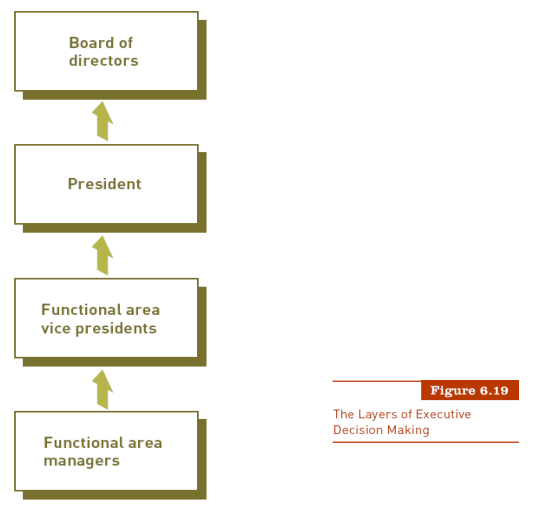 Board of
directors
President
Functional area
vice presidents
Functional area
managers
Figure 6.19
The Layers of Executive
Decision Making